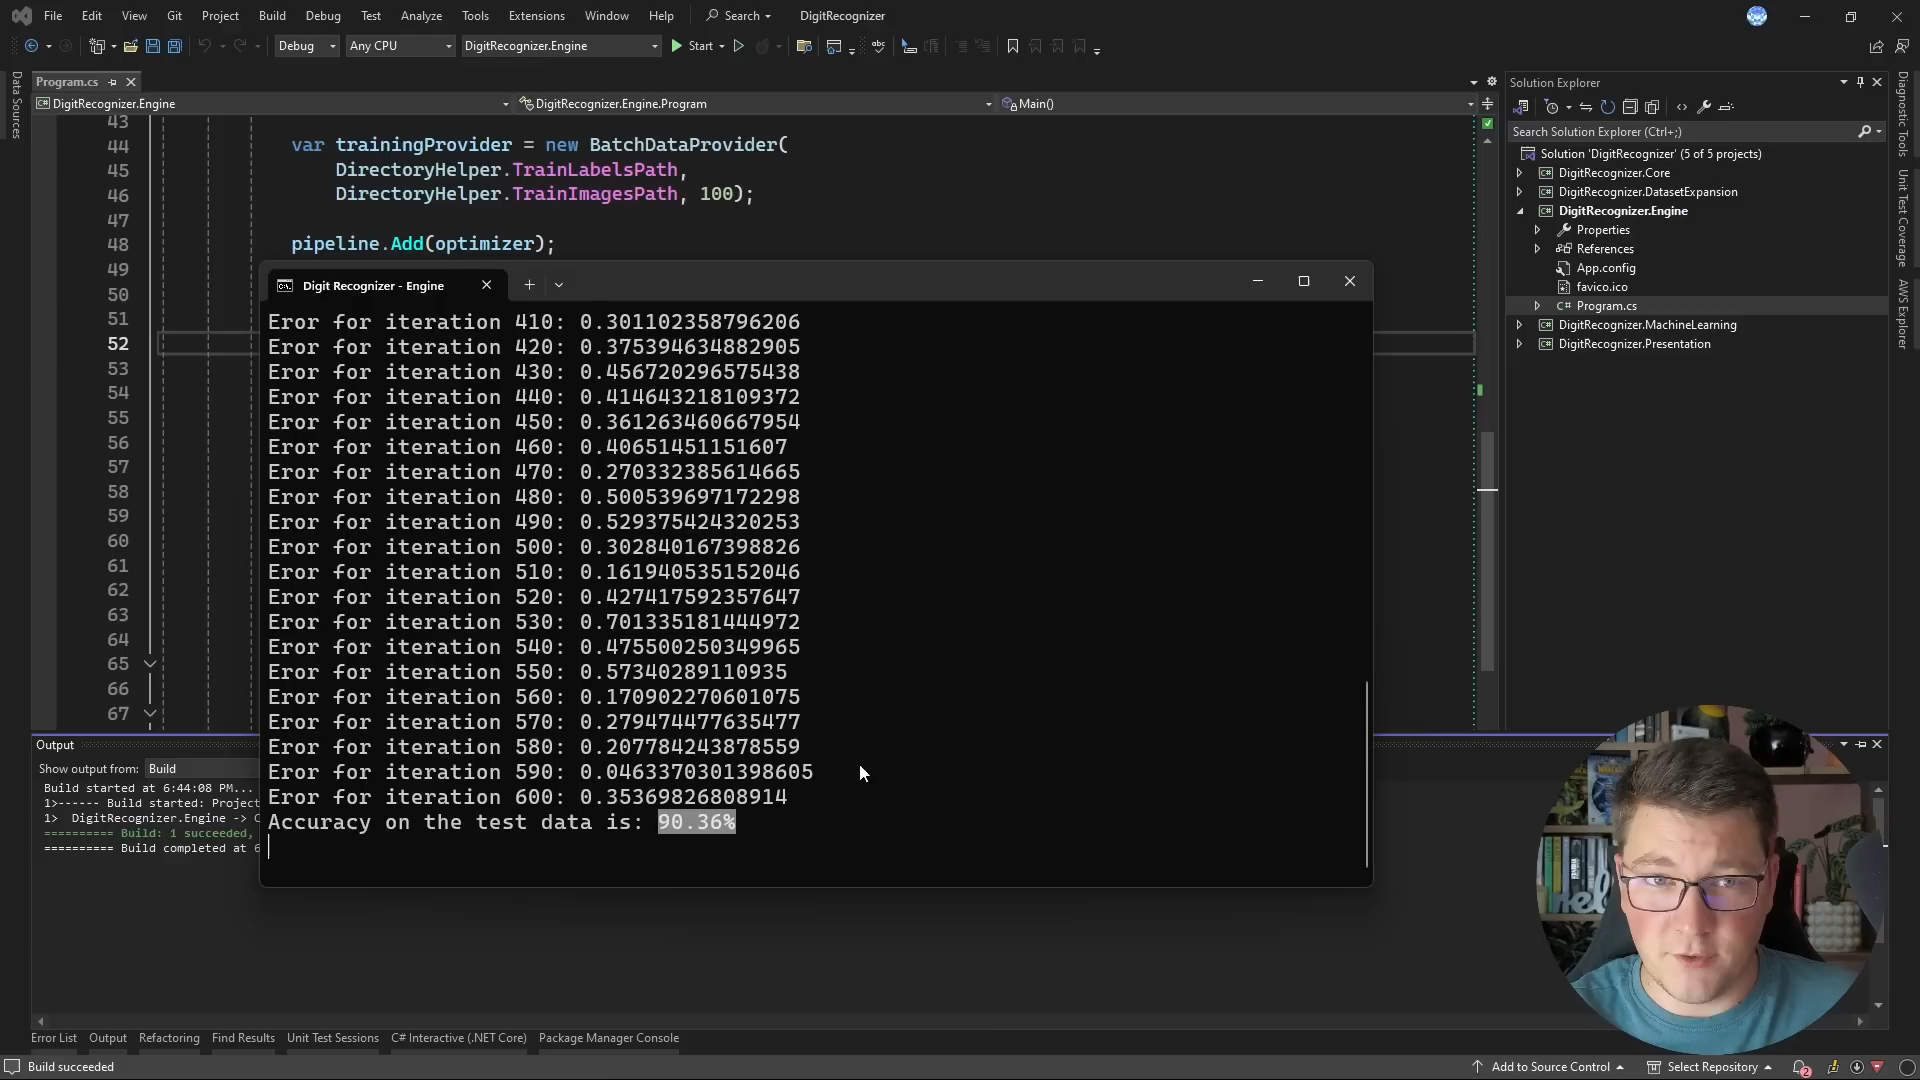 File Edit View Git Project Build Debug Test Analyze Tools Extensions Window Help Search DigitRecognizer
Debug Any CPU DigitRecognizer.Engine Start
Data Sources
Program.cs
DigitRecognizer.Engine DigitRecognizer.Engine.Program Main()
43
44 var trainingProvider = new BatchDataProvider(
45 DirectoryHelper.TrainLabelsPath,
46 DirectoryHelper.TrainImagesPath, 100);
47
48 pipeline.Add(optimizer);
49
50
51
52
53
54
55
56
57
58
59
60
61
62
63
64
65
66
67
Digit Recognizer - Engine
Eror for iteration 410: 0.301102358796206
Eror for iteration 420: 0.375394634882905
Eror for iteration 430: 0.456720296575438
Eror for iteration 440: 0.414643218109372
Eror for iteration 450: 0.361263460667954
Eror for iteration 460: 0.40651451151607
Eror for iteration 470: 0.270332385614665
Eror for iteration 480: 0.500539697172298
Eror for iteration 490: 0.529375424320253
Eror for iteration 500: 0.302840167398826
Eror for iteration 510: 0.161940535152046
Eror for iteration 520: 0.427417592357647
Eror for iteration 530: 0.701335181444972
Eror for iteration 540: 0.475500250349965
Eror for iteration 550: 0.57340289110935
Eror for iteration 560: 0.170902270601075
Eror for iteration 570: 0.279474477635477
Eror for iteration 580: 0.207784243878559
Eror for iteration 590: 0.0463370301398605
Eror for iteration 600: 0.35369826808914
Accuracy on the test data is: 90.36%
Solution Explorer
Search Solution Explorer (Ctrl+;)
Solution 'DigitRecognizer' (5 of 5 projects)
DigitRecognizer.Core
DigitRecognizer.DatasetExpansion
DigitRecognizer.Engine
Properties
References
App.config
favico.ico
C# Program.cs
DigitRecognizer.MachineLearning
DigitRecognizer.Presentation
Diagnostic Tools
Unit Test Coverage
AWS Explorer
Output
Show output from: Build
Build started at 6:44:08 PM...
1>------ Build started: Project
1> DigitRecognizer.Engine -> C
========== Build: 1 succeeded,
========== Build completed at 6
Error List Output Refactoring Find Results Unit Test Sessions C# Interactive (.NET Core) Package Manager Console
Build succeeded Add to Source Control Select Repository 2